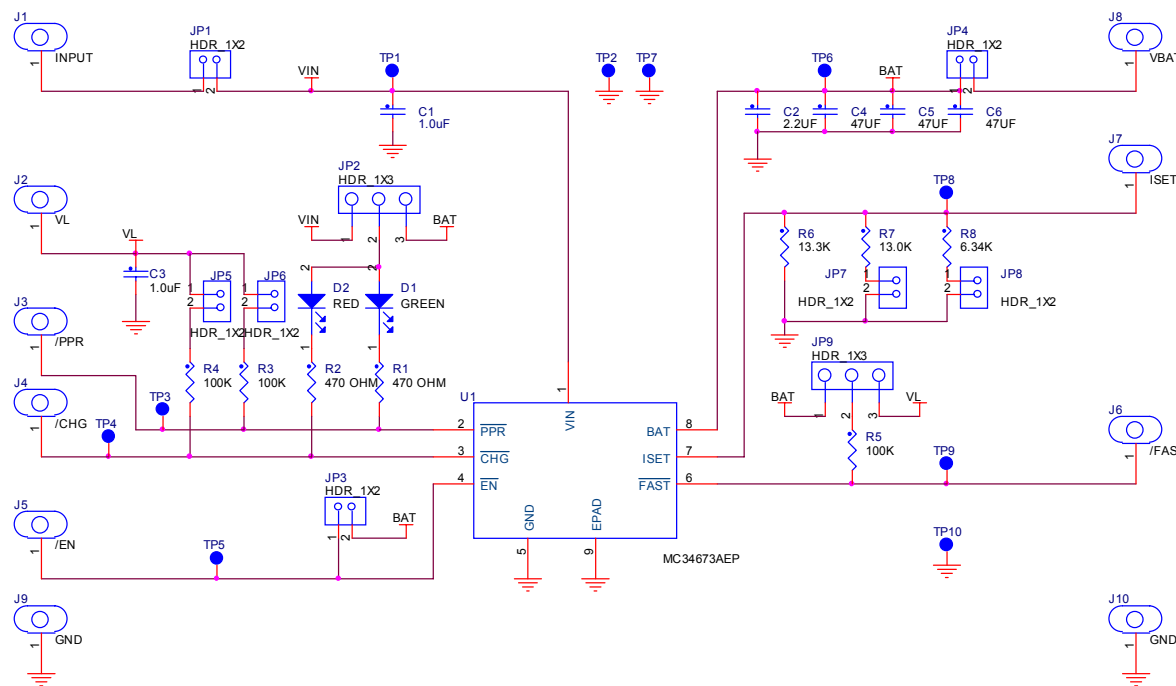 J1
1
INPUT
JP1
HDR_1X2
1
2
VIN
TP1
C1
1.0uF
TP2
TP7
TP6
BAT
JP4
HDR_1X2
1
2
J8
1
VBAT
C2
2.2UF
C4
47UF
C5
47UF
C6
47UF
J2
1
VL
VL
C3
1.0uF
JP2
HDR_1X3
VIN
1
2
3
BAT
J7
1
ISET
TP8
R6
13.3K
R7
13.0K
R8
6.34K
JP7
1
2
HDR_1X2
JP8
1
2
HDR_1X2
JP5
1
2
HDR_1X2
JP6
1
2
HDR_1X2
2
D2
RED
1
2
D1
GREEN
1
J3
1
/PPR
R4
100K
R3
100K
R2
470 OHM
R1
470 OHM
J4
1
/CHG
TP3
TP4
JP9
HDR_1X3
BAT
1
2
3
VL
R5
100K
U1
1
VIN
2
PPR
3
CHG
4
EN
BAT
8
ISET
7
FAST
6
GND
5
EPAD
9
MC34673AEP
TP9
J6
1
/FAS
JP3
HDR_1X2
1
2
BAT
J5
1
/EN
TP5
TP10
J9
1
GND
J10
1
GND